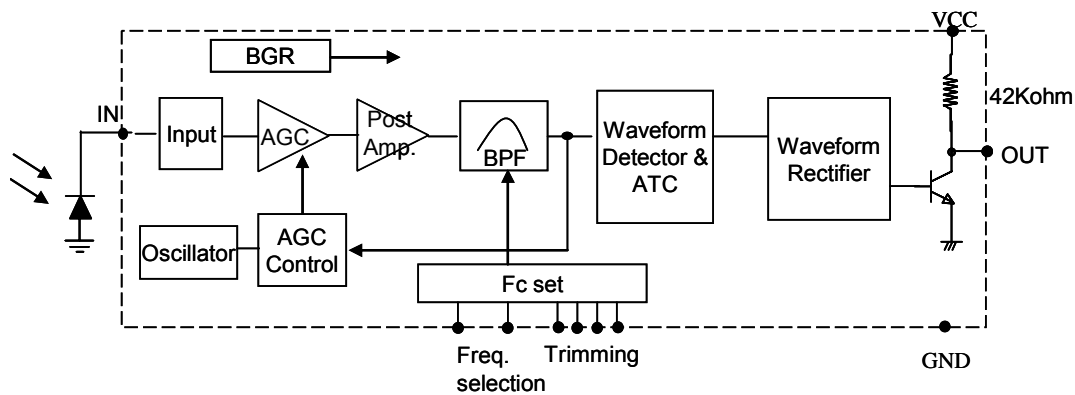 VCC
BGR
42Kohm
IN
Input
AGC
Post
Amp.
BPF
Waveform
Detector &
ATC
Waveform
Rectifier
OUT
Oscillator
AGC
Control
Fc set
Freq.
selection
Trimming
GND